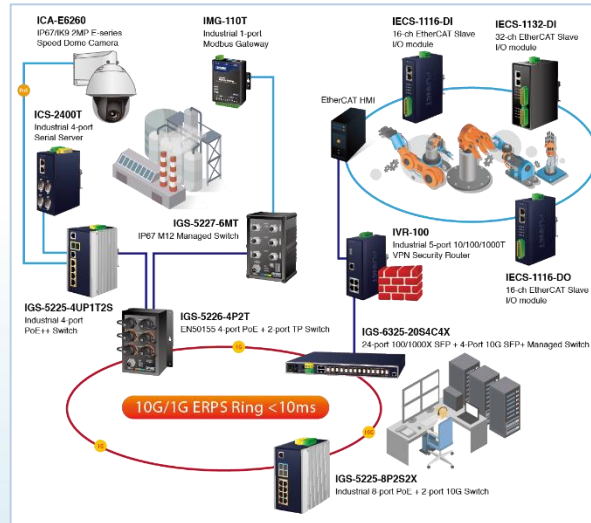 ICA-E6260
IP67/IK9 2MP E-series
Speed Dome Camera
IMG-110T
Industrial 1-port
Modbus Gateway
IECS-1116-DI
16-ch EtherCAT Slave
I/O module
IECS-1132-DI
32-ch EtherCAT Slave
I/O module
PoE
EtherCAT HMI
ICS-2400T
Industrial 4-port
Serial Server
IGS-5227-6MT
IP67 M12 Managed Switch
IVR-100
Industrial 5-port 10/100/1000T
VPN Security Router
IECS-1116-DO
16-ch EtherCAT Slave
I/O module
IGS-5225-4UP1T2S
Industrial 4-port
PoE++ Switch
IGS-5226-4P2T
EN50155 4-port PoE + 2-port TP Switch
IGS-6325-20S4C4X
24-port 100/1000X SFP + 4-Port 10G SFP+ Managed Switch
1G
10G/1G ERPS Ring <10ms
1G
10G
IGS-5225-8P2S2X
Industrial 8-port PoE + 2-port 10G Switch